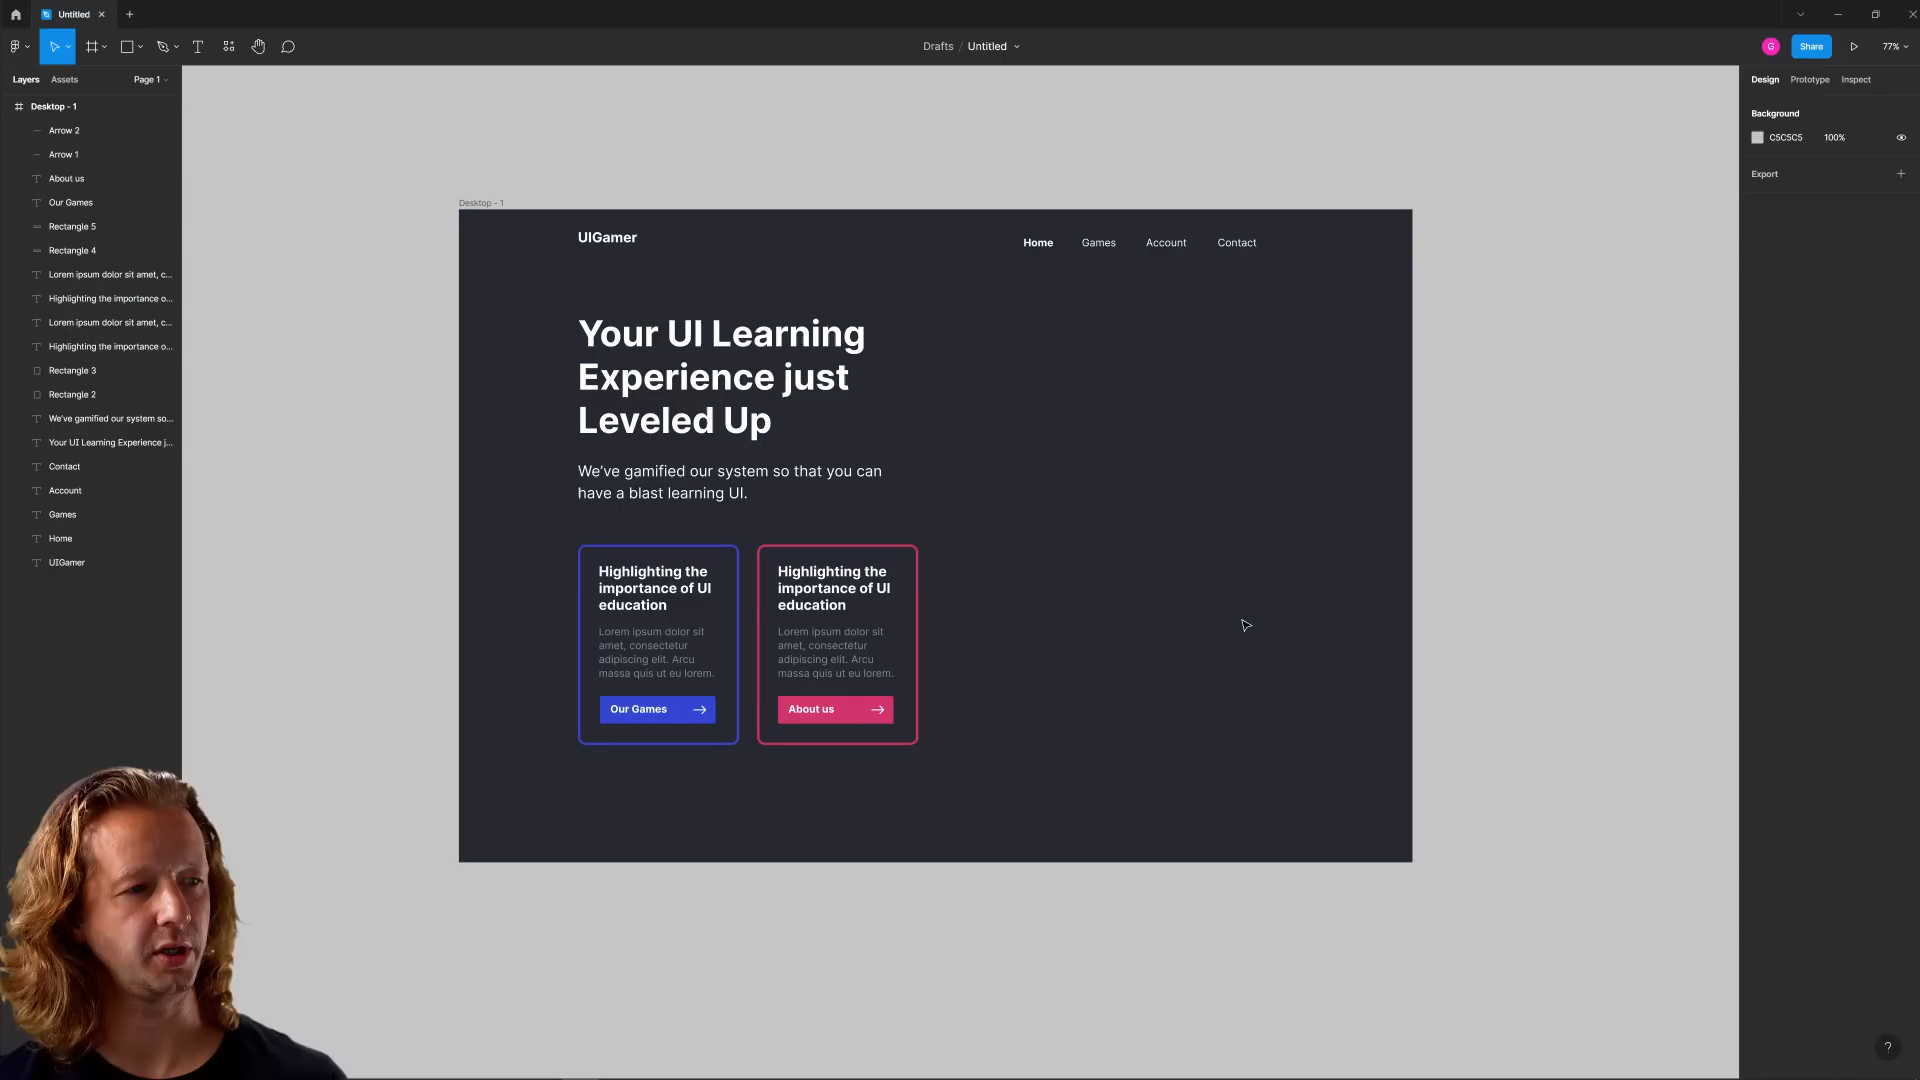 Untitled
Drafts / Untitled
G
Share
77%
Layers
Assets
Page 1
Design
Prototype
Inspect
Desktop - 1
Arrow 2
Arrow 1
About us
Our Games
Rectangle 5
Rectangle 4
Lorem ipsum dolor sit amet, c...
Highlighting the importance o...
Lorem ipsum dolor sit amet, c...
Highlighting the importance o...
Rectangle 3
Rectangle 2
We've gamified our system so...
Your UI Learning Experience j...
Contact
Account
Games
Home
UIGamer
Desktop - 1
UIGamer
Home
Games
Account
Contact
Your UI Learning
Experience just
Leveled Up
We've gamified our system so that you can
have a blast learning UI.
Highlighting the
importance of UI
education
Lorem ipsum dolor sit
amet, consectetur
adipiscing elit. Arcu
massa quis ut eu lorem.
Our Games
Highlighting the
importance of UI
education
Lorem ipsum dolor sit
amet, consectetur
adipiscing elit. Arcu
massa quis ut eu lorem.
About us
Background
C5C5C5
100%
Export
?